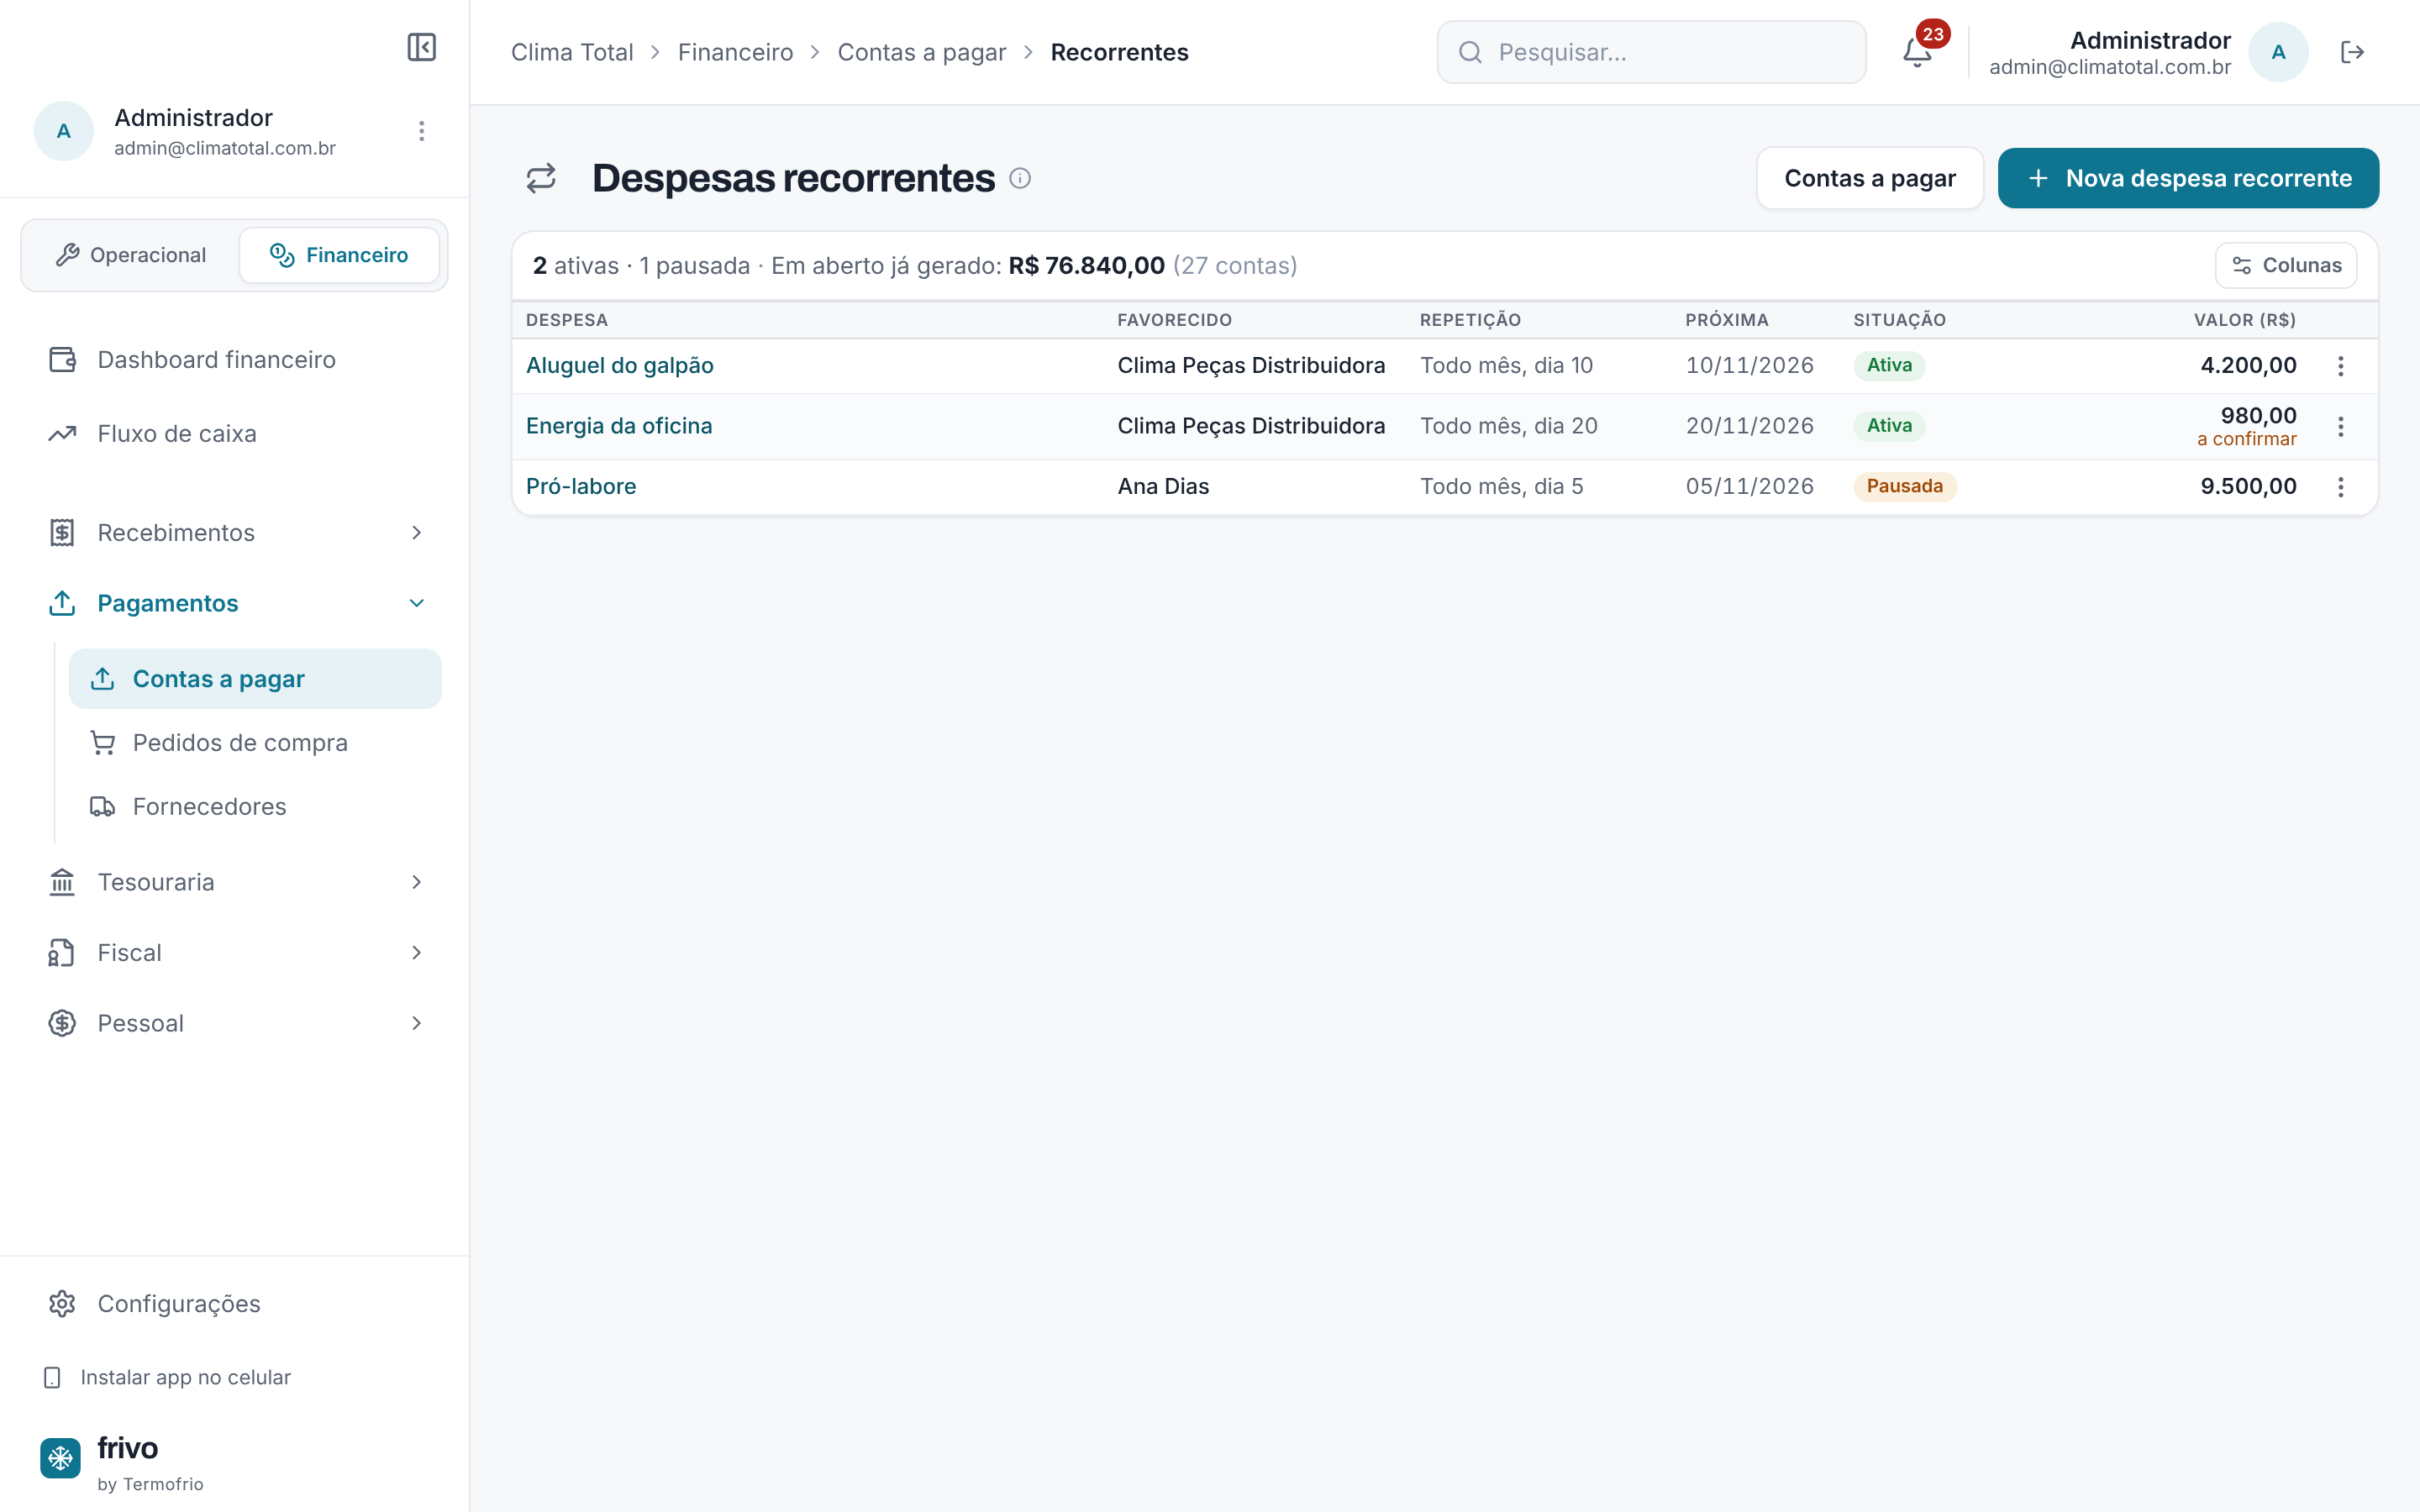 Administrador
admin@climatotal.com.br
A
Operacional
Financeiro
Dashboard financeiro
Fluxo de caixa
Recebimentos
Pagamentos
Contas a pagar
Pedidos de compra
Fornecedores
Tesouraria
Fiscal
Pessoal
Configurações
Instalar app no celular
frivo
by Termofrio
Clima Total > Financeiro > Contas a pagar > Recorrentes
Pesquisar...
23
Administrador
admin@climatotal.com.br
A
Despesas recorrentes
Contas a pagar
+ Nova despesa recorrente
2 ativas · 1 pausada · Em aberto já gerado: R$ 76.840,00 (27 contas)
Colunas
DESPESA FAVORECIDO REPETIÇÃO PRÓXIMA SITUAÇÃO VALOR (R$)
Aluguel do galpão Clima Peças Distribuidora Todo mês, dia 10 10/11/2026 Ativa 4.200,00
Energia da oficina Clima Peças Distribuidora Todo mês, dia 20 20/11/2026 Ativa 980,00
a confirmar
Pró-labore Ana Dias Todo mês, dia 5 05/11/2026 Pausada 9.500,00